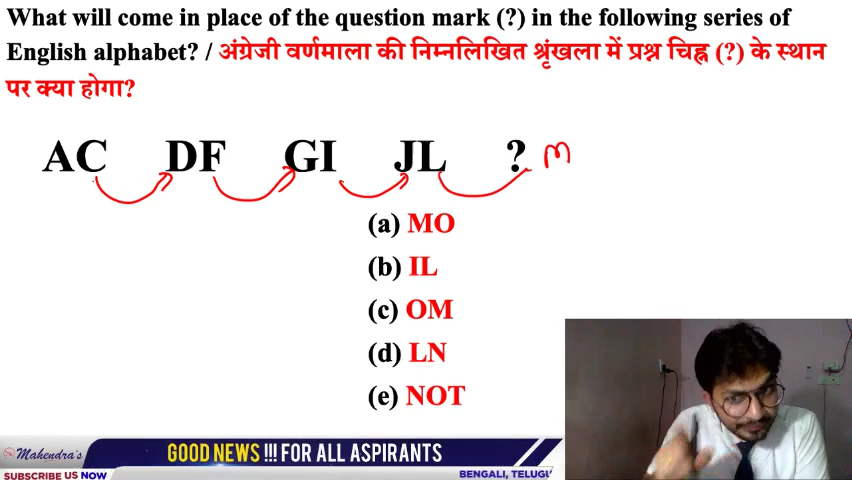 What will come in place of the question mark (?) in the following series of
English alphabet? / अंग्रेजी वर्णमाला की निम्नलिखित श्रृंखला में प्रश्न चिह्न (?) के स्थान
पर क्या होगा?
AC DF GI JL ? m
(a) MO
(b) IL
(c) OM
(d) LN
(e) NOT
Mahendra's GOOD NEWS !!! FOR ALL ASPIRANTS
SUBSCRIBE US NOW BENGALI, TELUGU